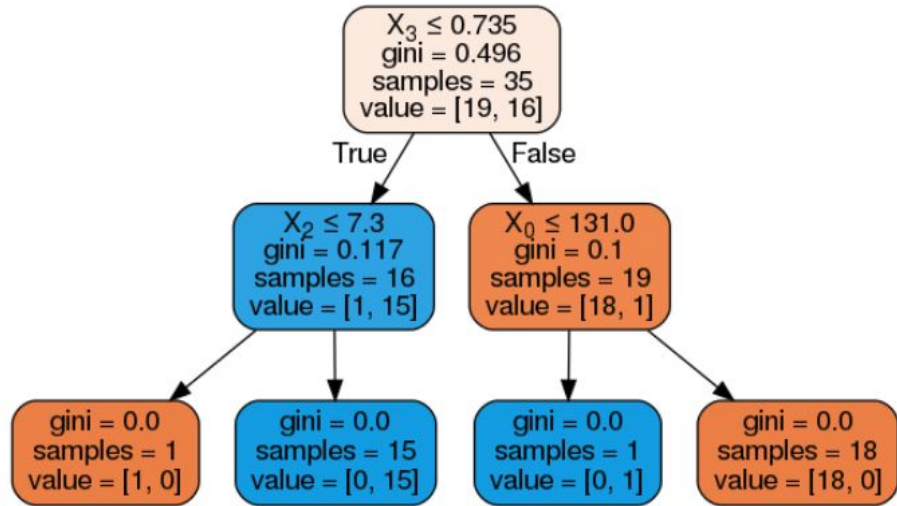 X₃ ≤ 0.735
gini = 0.496
samples = 35
value = [19, 16]
True
False
X₂ ≤ 7.3
gini = 0.117
samples = 16
value = [1, 15]
X₀ ≤ 131.0
gini = 0.1
samples = 19
value = [18, 1]
gini = 0.0
samples = 1
value = [1, 0]
gini = 0.0
samples = 15
value = [0, 15]
gini = 0.0
samples = 1
value = [0, 1]
gini = 0.0
samples = 18
value = [18, 0]